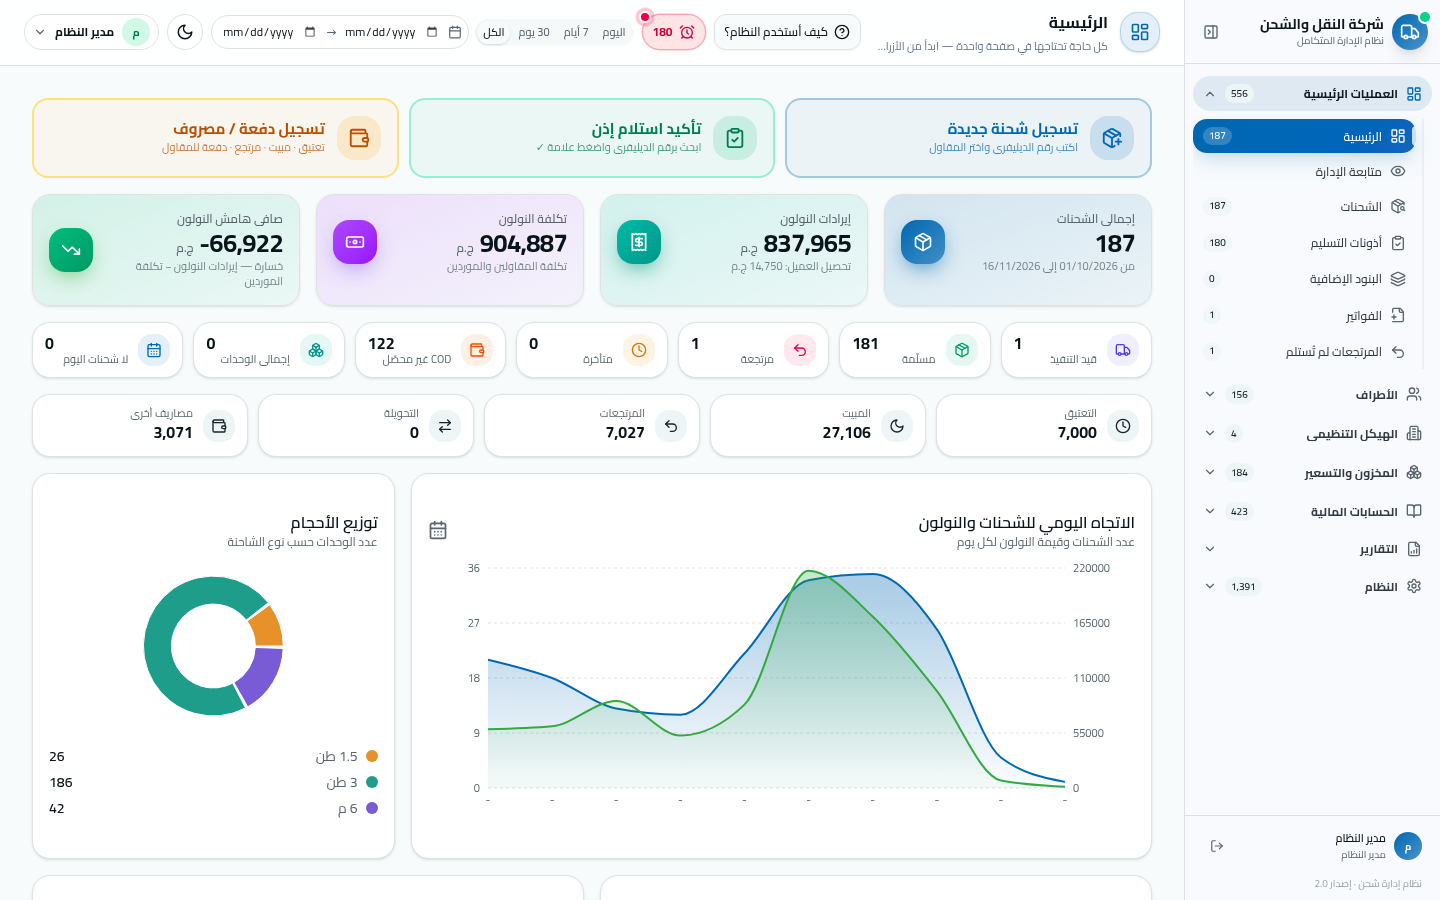 شركة النقل والشحن
نظام الإدارة المتكامل
العمليات الرئيسية
556
الرئيسية
187
متابعة الإدارة
الشحنات
187
أذونات التسليم
180
البنود الإضافية
0
الفواتير
1
المرتجعات لم تُستلم
1
الأطراف
156
الهيكل التنظيمي
4
المخزون والتسعير
184
الحسابات المالية
423
التقارير
النظام
1,391
م
مدير النظام
مدير النظام
نظام إدارة شحن · إصدار 2.0
الرئيسية
كل حاجة تحتاجها في صفحة واحدة — ابدأ من الأزرا...
كيف أستخدم النظام؟
180
اليوم
7 أيام
30 يوم
الكل
mm/dd/yyyy
→
mm/dd/yyyy
م
مدير النظام
تسجيل شحنة جديدة
اكتب رقم الديليفري واختر المقاول
تأكيد استلام إذن
ابحث برقم الديليفري واضغط علامة ✓
تسجيل دفعة / مصروف
تعتيق · مبيت · مرتجع · دفعة للمقاول
إجمالي الشحنات
187
من 01/10/2026 إلى 16/11/2026
إيرادات النولون
837,965 ج.م
تحصيل العميل: 14,750 ج.م
تكلفة النولون
904,887 ج.م
تكلفة المقاولين والموردين
صافي هامش النولون
-66,922 ج.م
خسارة — إيرادات النولون − تكلفة
الموردين
1
قيد التنفيذ
181
مسلّمة
1
مرتجعة
0
متأخرة
122
COD غير محصّل
0
إجمالي الوحدات
0
لا شحنات اليوم
التعتيق
7,000
المبيت
27,106
المرتجعات
7,027
التحويلة
0
مصاريف أخرى
3,071
الاتجاه اليومي للشحنات والنولون
عدد الشحنات وقيمة النولون لكل يوم
36
27
18
9
0
220000
165000
110000
55000
0
- - - - - - - - - -
توزيع الأحجام
عدد الوحدات حسب نوع الشاحنة
1.5 طن
26
3 طن
186
6 م
42